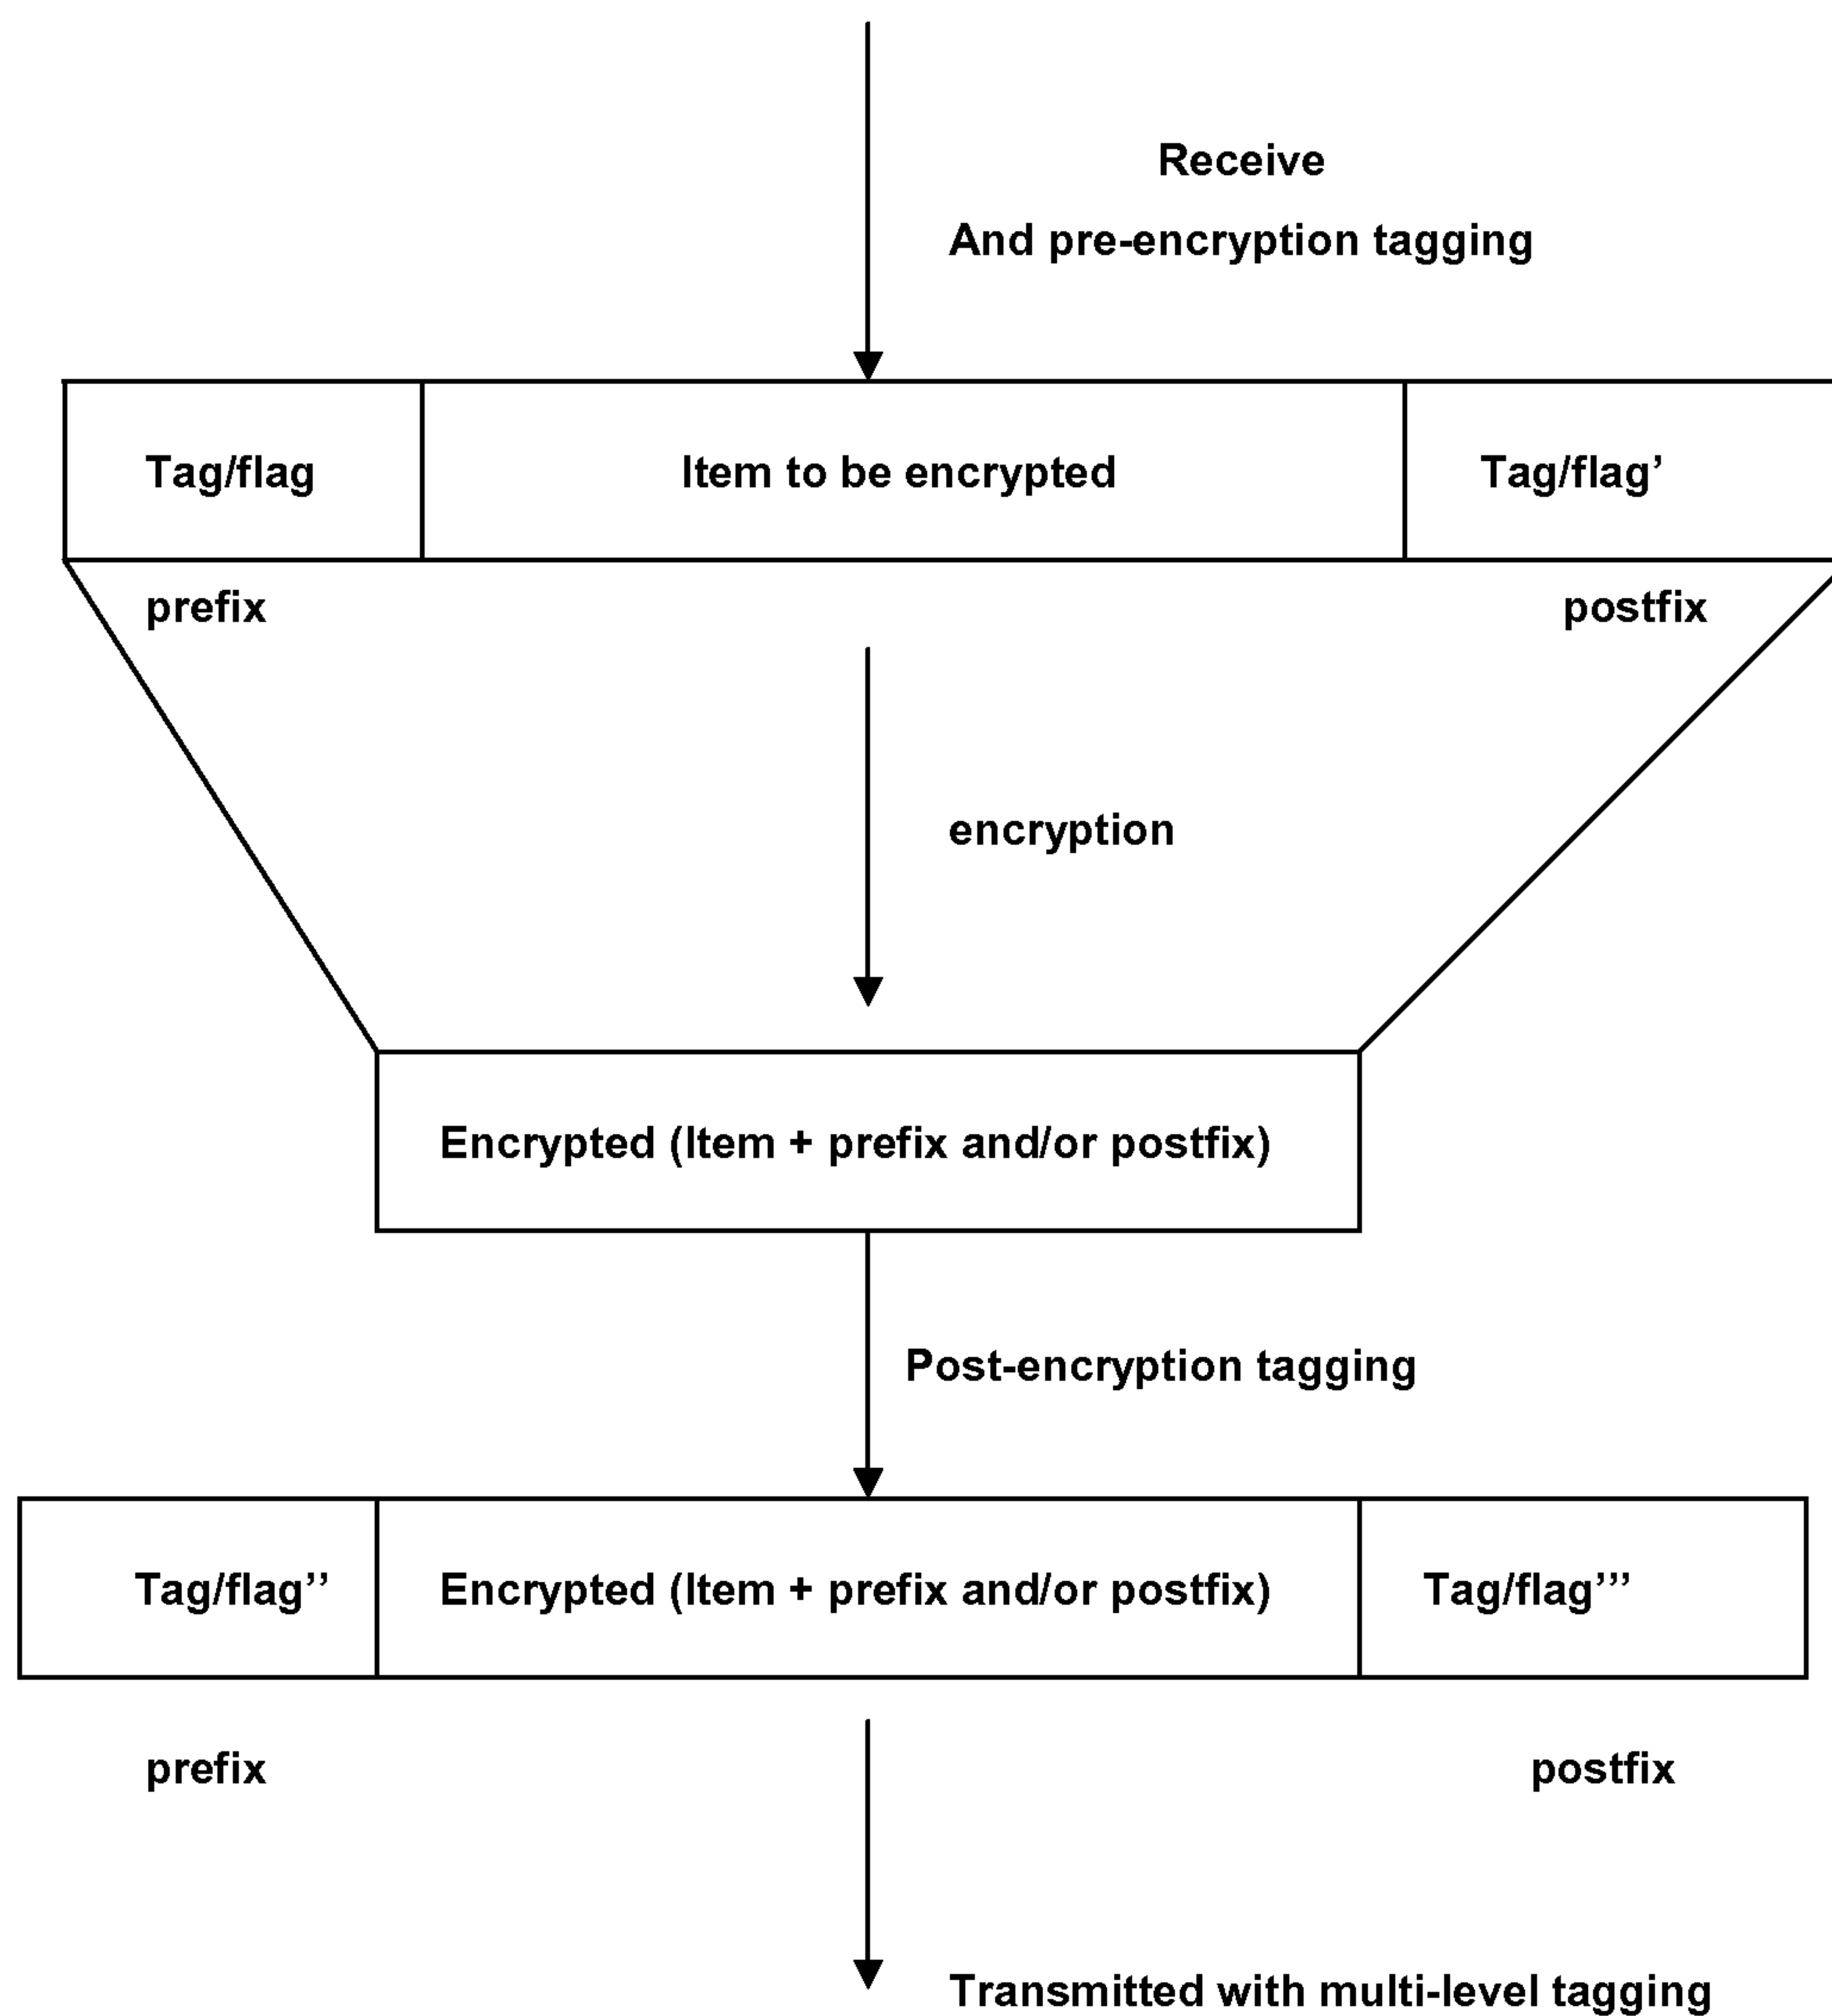 Receive
And pre-encryption tagging
Tag/flag Item to be encrypted Tag/flag’
prefix postfix
encryption
Encrypted (Item + prefix and/or postfix)
Post-encryption tagging
Tag/flag’’ Encrypted (Item + prefix and/or postfix) Tag/flag’’’
prefix postfix
Transmitted with multi-level tagging